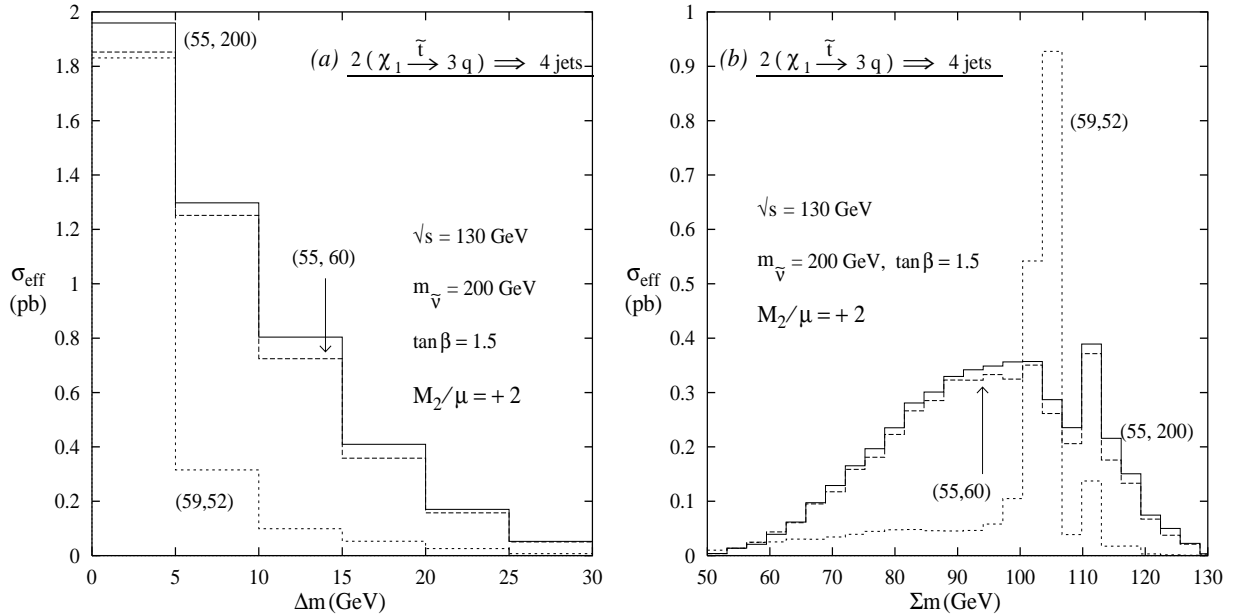 (a) 2 ( χ₁ →^{t̃} 3 q ) ⟹ 4 jets
(55, 200)
(55, 60)
(59,52)
√s = 130 GeV
m_ν̃ = 200 GeV
tan β = 1.5
M₂/μ = + 2
σ_eff
(pb)
2
1.8
1.6
1.4
1.2
1
0.8
0.6
0.4
0.2
0
0 5 10 15 20 25 30
Δm (GeV)
(b) 2 ( χ₁ →^{t̃} 3 q ) ⟹ 4 jets
(59,52)
√s = 130 GeV
m_ν̃ = 200 GeV, tan β = 1.5
M₂/μ = + 2
(55, 200)
(55,60)
σ_eff
(pb)
1
0.9
0.8
0.7
0.6
0.5
0.4
0.3
0.2
0.1
0
50 60 70 80 90 100 110 120 130
Σm (GeV)